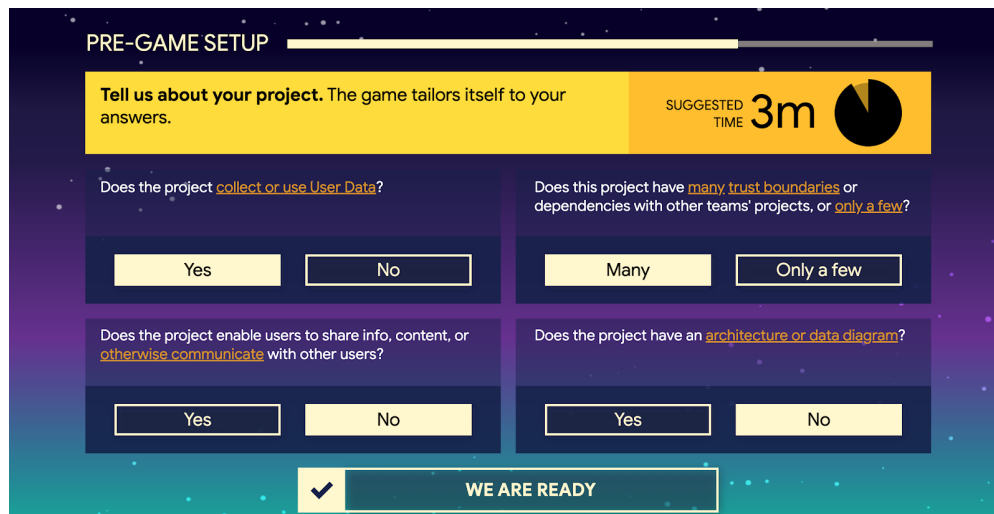 PRE-GAME SETUP
Tell us about your project. The game tailors itself to your
answers.
SUGGESTED
TIME
3m
Does the project collect or use User Data?
Yes
No
Does this project have many trust boundaries or
dependencies with other teams' projects, or only a few?
Many
Only a few
Does the project enable users to share info, content, or
otherwise communicate with other users?
Yes
No
Does the project have an architecture or data diagram?
Yes
No
WE ARE READY